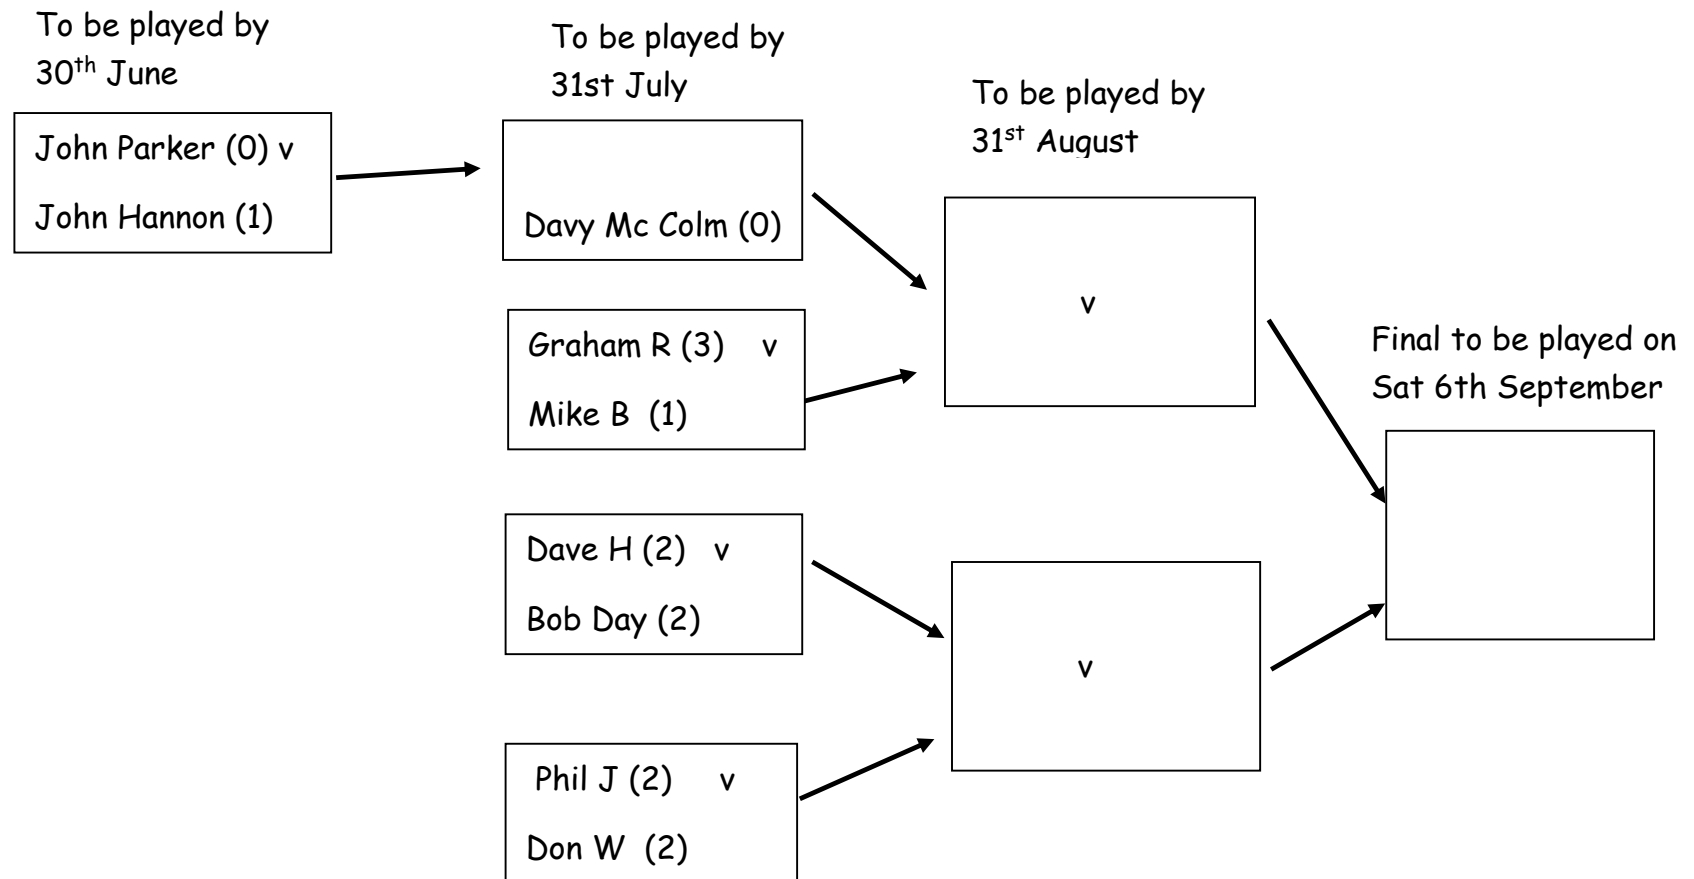 To be played by
30th June
John Parker (0) v
John Hannon (1)
To be played by
31st July
Davy Mc Colm (0)
Graham R (3) v
Mike B (1)
Dave H (2) v
Bob Day (2)
Phil J (2) v
Don W (2)
To be played by
31st August
v
v
Final to be played on
Sat 6th September